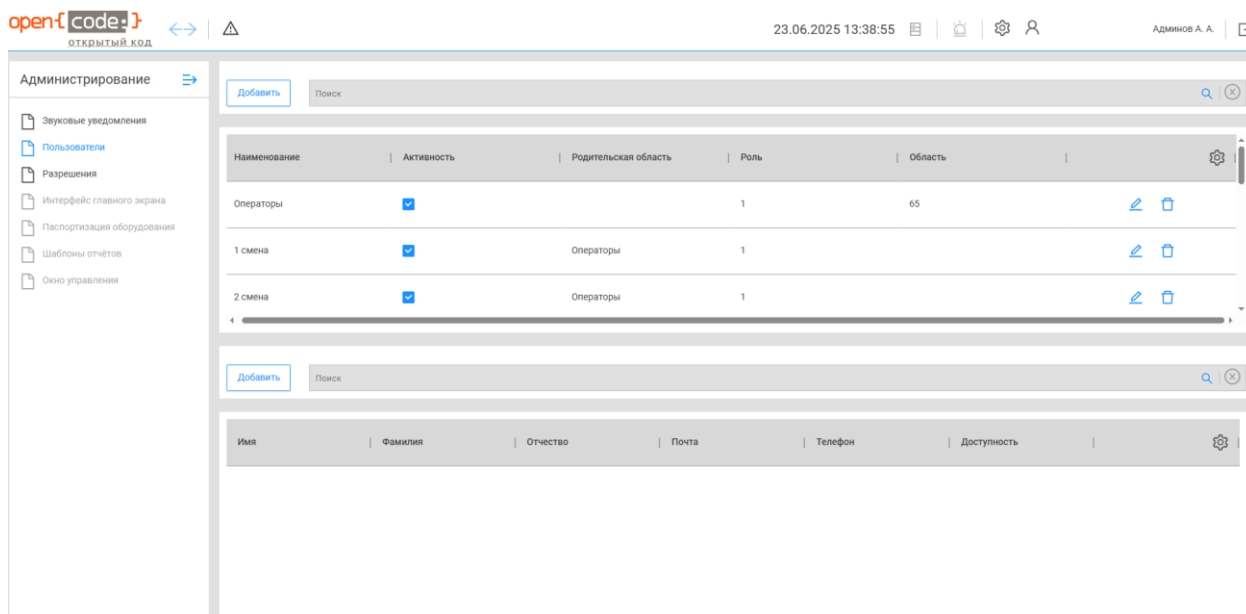 open{code:}
открытый код
23.06.2025 13:38:55
Админов А. А.
Администрирование
Звуковые уведомления
Пользователи
Разрешения
Интерфейс главного экрана
Паспортизация оборудования
Шаблоны отчётов
Окно управления
Добавить
Поиск
Наименование Активность Родительская область Роль Область
Операторы 1 65
1 смена Операторы 1
2 смена Операторы 1
Добавить
Поиск
Имя Фамилия Отчество Почта Телефон Доступность